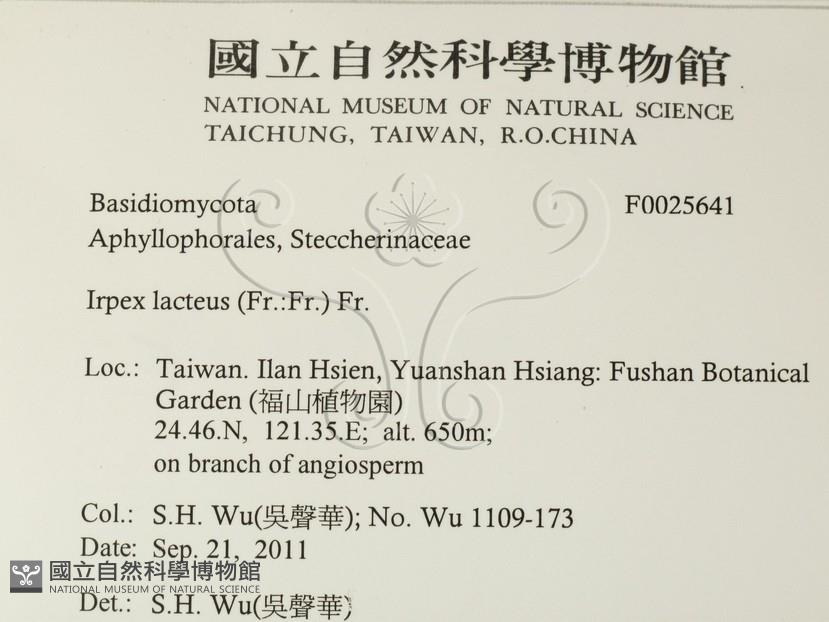 國立自然科學博物館
NATIONAL MUSEUM OF NATURAL SCIENCE
TAICHUNG, TAIWAN, R.O.CHINA
Basidiomycota F0025641
Aphyllophorales, Steccherinaceae
Irpex lacteus (Fr.:Fr.) Fr.
Loc.: Taiwan. Ilan Hsien, Yuanshan Hsiang: Fushan Botanical
Garden (福山植物園)
24.46.N, 121.35.E; alt. 650m;
on branch of angiosperm
Col.: S.H. Wu(吳聲華); No. Wu 1109-173
Date: Sep. 21, 2011
國立自然科學博物館
NATIONAL MUSEUM OF NATURAL SCIENCE
Det.: S.H. Wu(吳聲華)